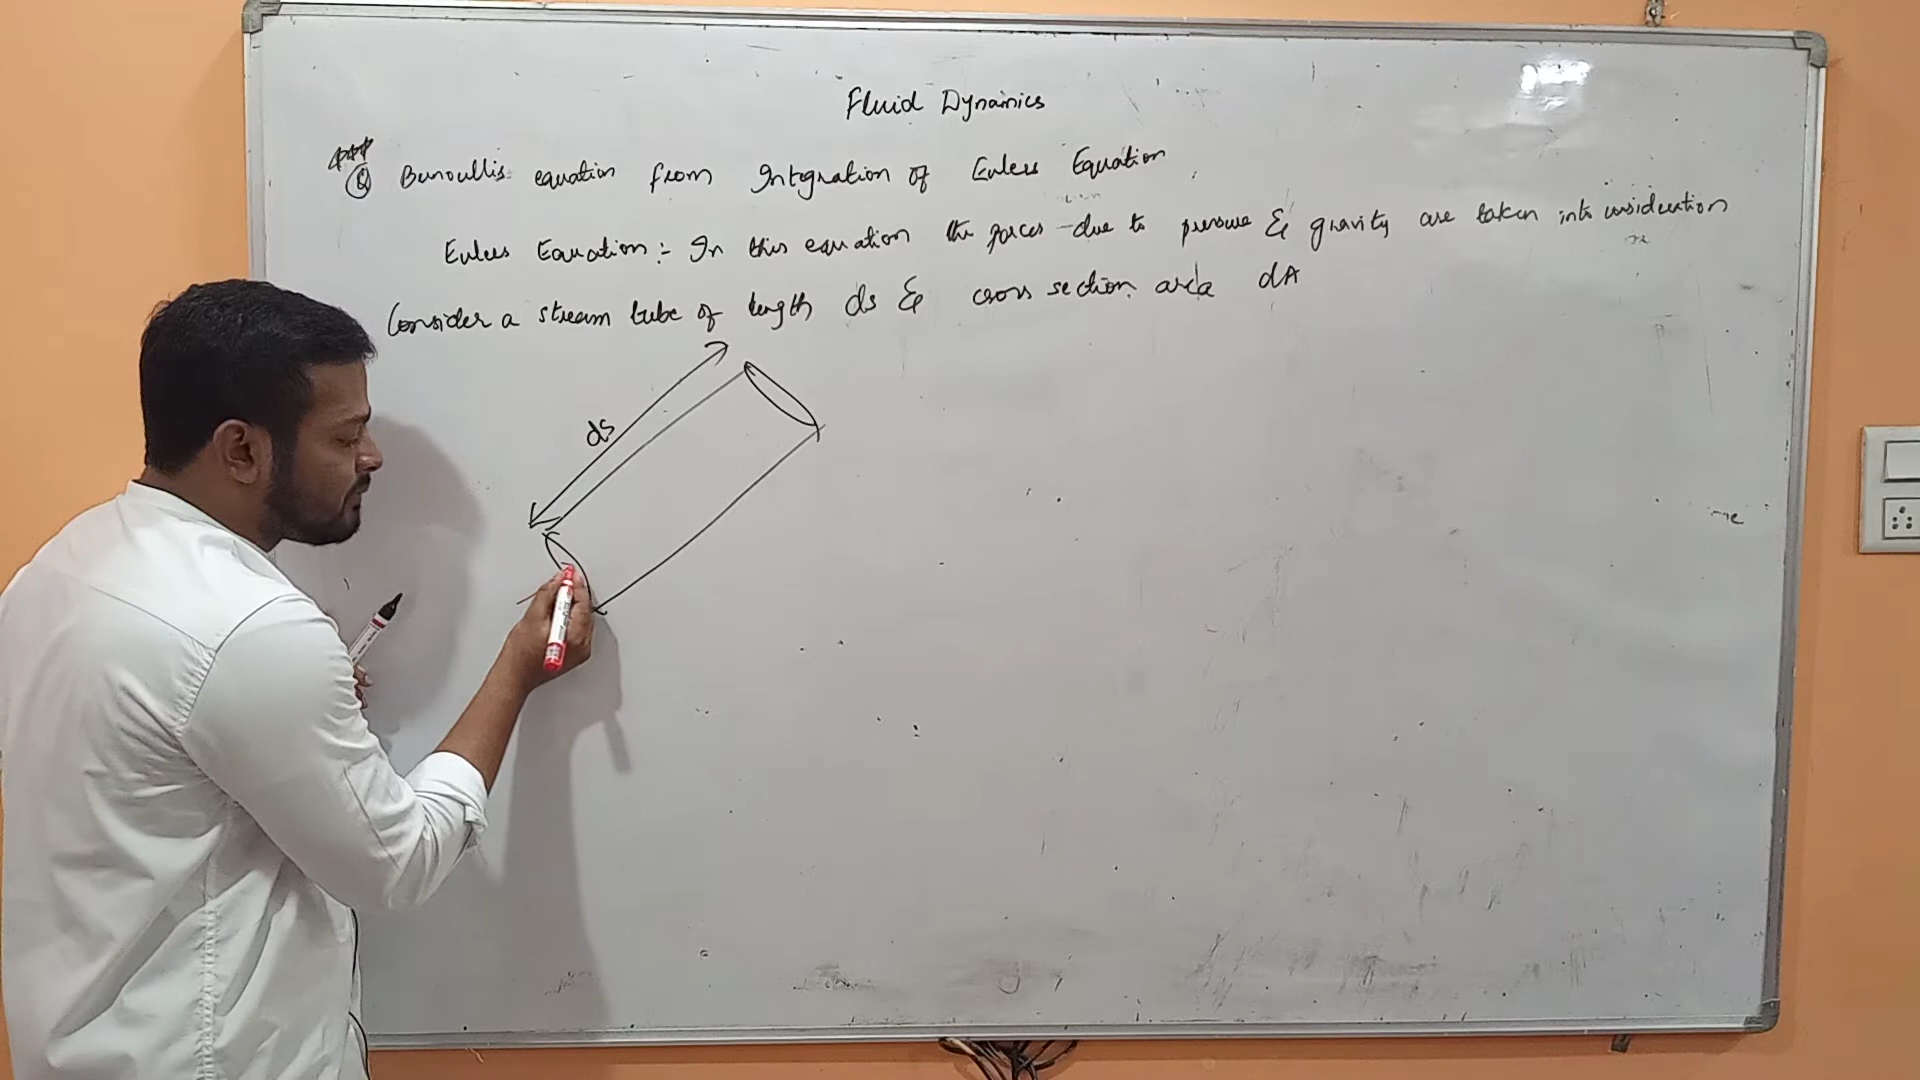 Fluid Dynamics
Q Bunoullis equation from Integration of Eulers Equation
Eulers Equation :- In this equation the forces due to pressure & gravity are taken into consideration
Consider a stream tube of length ds & cross section area dA
ds